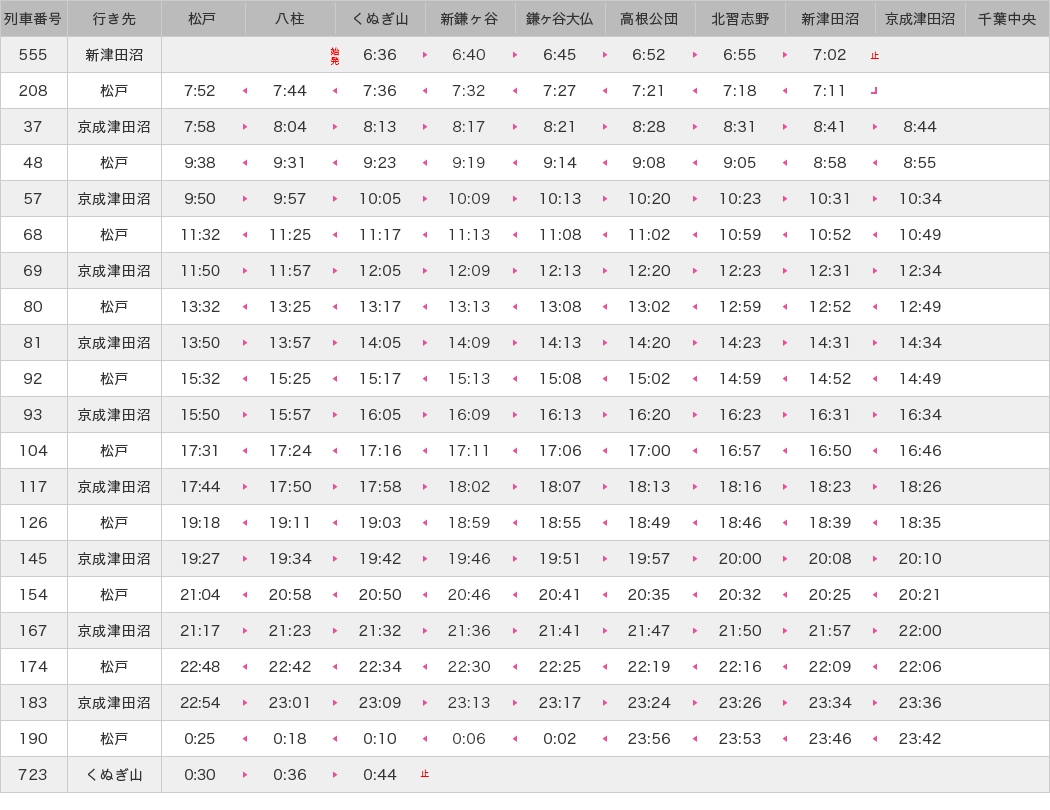 列車番号 行き先 松戸 八柱 くぬぎ山 新鎌ヶ谷 鎌ヶ谷大仏 高根公団 北習志野 新津田沼 京成津田沼 千葉中央
555 新津田沼 始発 6:36 6:40 6:45 6:52 6:55 7:02 止
208 松戸 7:52 7:44 7:36 7:32 7:27 7:21 7:18 7:11
37 京成津田沼 7:58 8:04 8:13 8:17 8:21 8:28 8:31 8:41 8:44
48 松戸 9:38 9:31 9:23 9:19 9:14 9:08 9:05 8:58 8:55
57 京成津田沼 9:50 9:57 10:05 10:09 10:13 10:20 10:23 10:31 10:34
68 松戸 11:32 11:25 11:17 11:13 11:08 11:02 10:59 10:52 10:49
69 京成津田沼 11:50 11:57 12:05 12:09 12:13 12:20 12:23 12:31 12:34
80 松戸 13:32 13:25 13:17 13:13 13:08 13:02 12:59 12:52 12:49
81 京成津田沼 13:50 13:57 14:05 14:09 14:13 14:20 14:23 14:31 14:34
92 松戸 15:32 15:25 15:17 15:13 15:08 15:02 14:59 14:52 14:49
93 京成津田沼 15:50 15:57 16:05 16:09 16:13 16:20 16:23 16:31 16:34
104 松戸 17:31 17:24 17:16 17:11 17:06 17:00 16:57 16:50 16:46
117 京成津田沼 17:44 17:50 17:58 18:02 18:07 18:13 18:16 18:23 18:26
126 松戸 19:18 19:11 19:03 18:59 18:55 18:49 18:46 18:39 18:35
145 京成津田沼 19:27 19:34 19:42 19:46 19:51 19:57 20:00 20:08 20:10
154 松戸 21:04 20:58 20:50 20:46 20:41 20:35 20:32 20:25 20:21
167 京成津田沼 21:17 21:23 21:32 21:36 21:41 21:47 21:50 21:57 22:00
174 松戸 22:48 22:42 22:34 22:30 22:25 22:19 22:16 22:09 22:06
183 京成津田沼 22:54 23:01 23:09 23:13 23:17 23:24 23:26 23:34 23:36
190 松戸 0:25 0:18 0:10 0:06 0:02 23:56 23:53 23:46 23:42
723 くぬぎ山 0:30 0:36 0:44 止